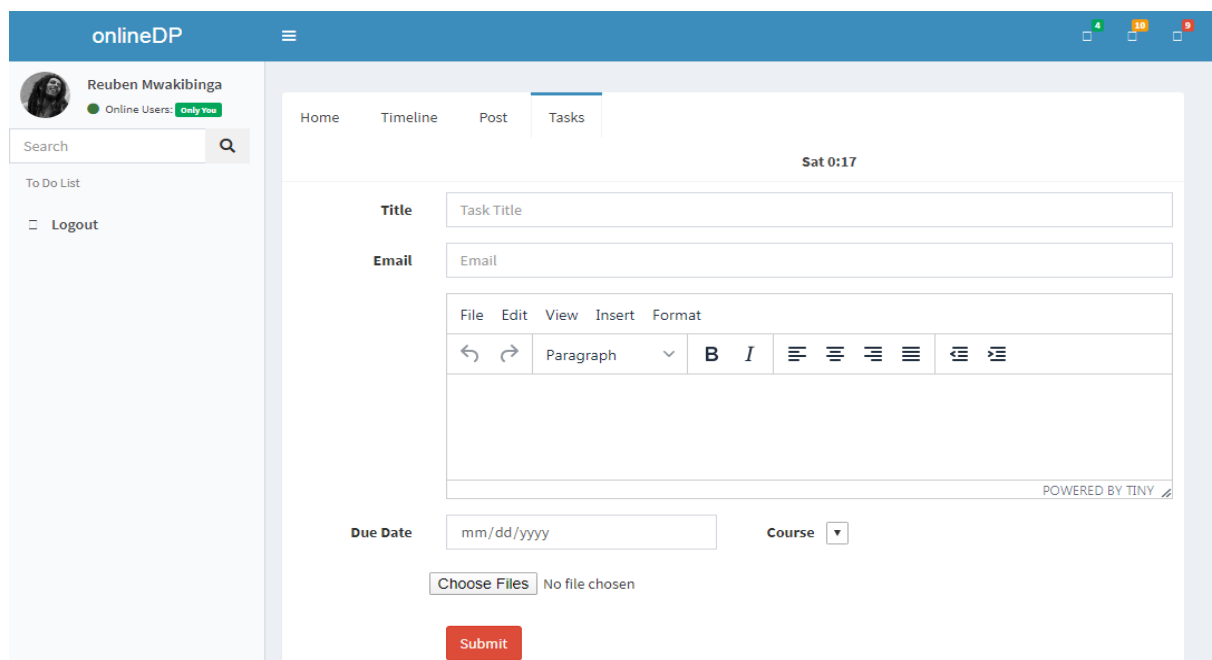 onlineDP
4 10 9
Reuben Mwakibinga
Online Users: Only You
Search
To Do List
Logout
Home Timeline Post Tasks
Sat 0:17
Title Task Title
Email Email
File Edit View Insert Format
Paragraph B I
POWERED BY TINY
Due Date mm/dd/yyyy Course
Choose Files No file chosen
Submit